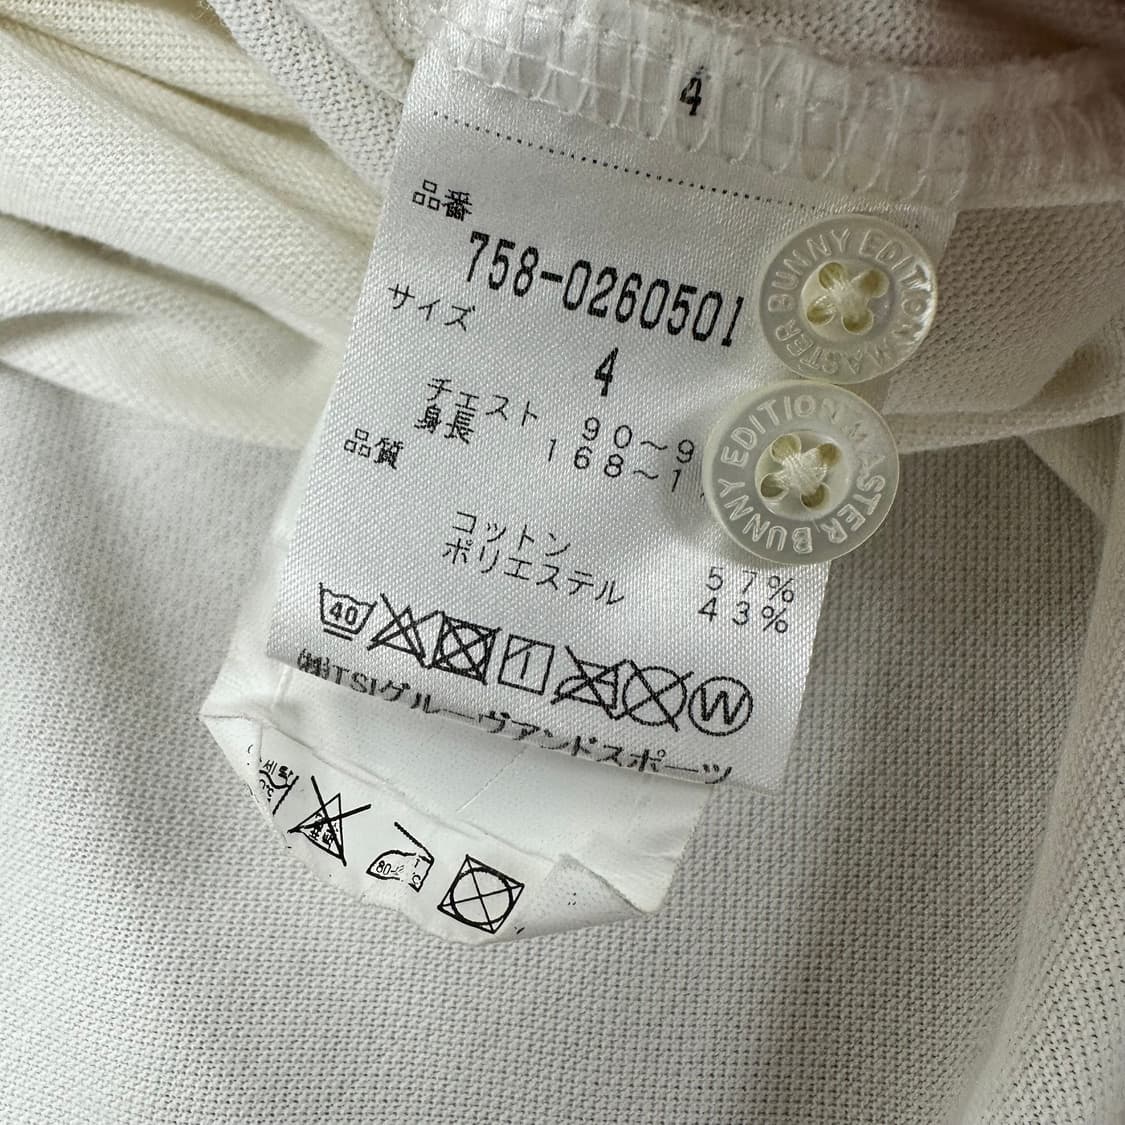 4
品番
758-0260501
サイズ
4
チェスト 90～9
身長 168～1
品質
コットン 57%
ポリエステル 43%
40
1
W
㈱TSIグルーヴアンドスポーツ
MASTER BUNNY EDITION
MASTER BUNNY EDITION